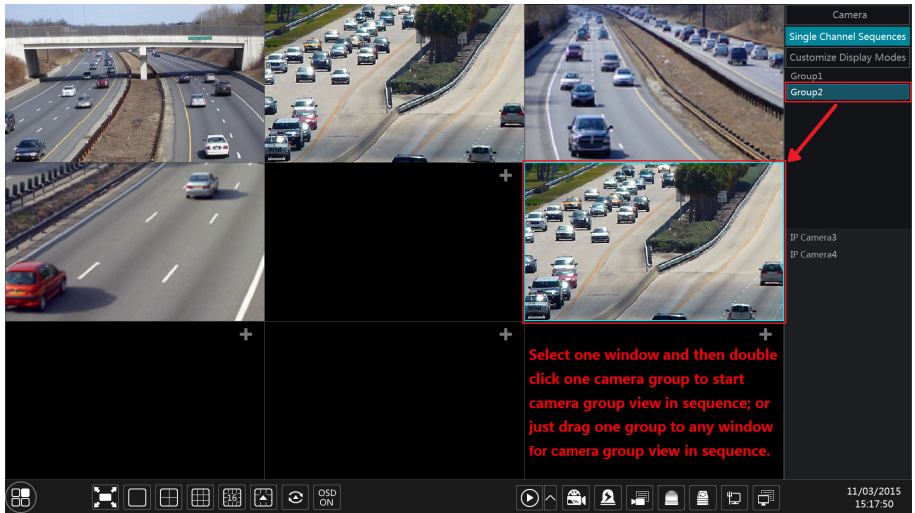 Camera
Single Channel Sequences
Customize Display Modes
Group1
Group2
IP Camera3
IP Camera4
Select one window and then double
click one camera group to start
camera group view in sequence; or
just drag one group to any window
for camera group view in sequence.
16
OSD
ON
11/03/2015
15:17:50